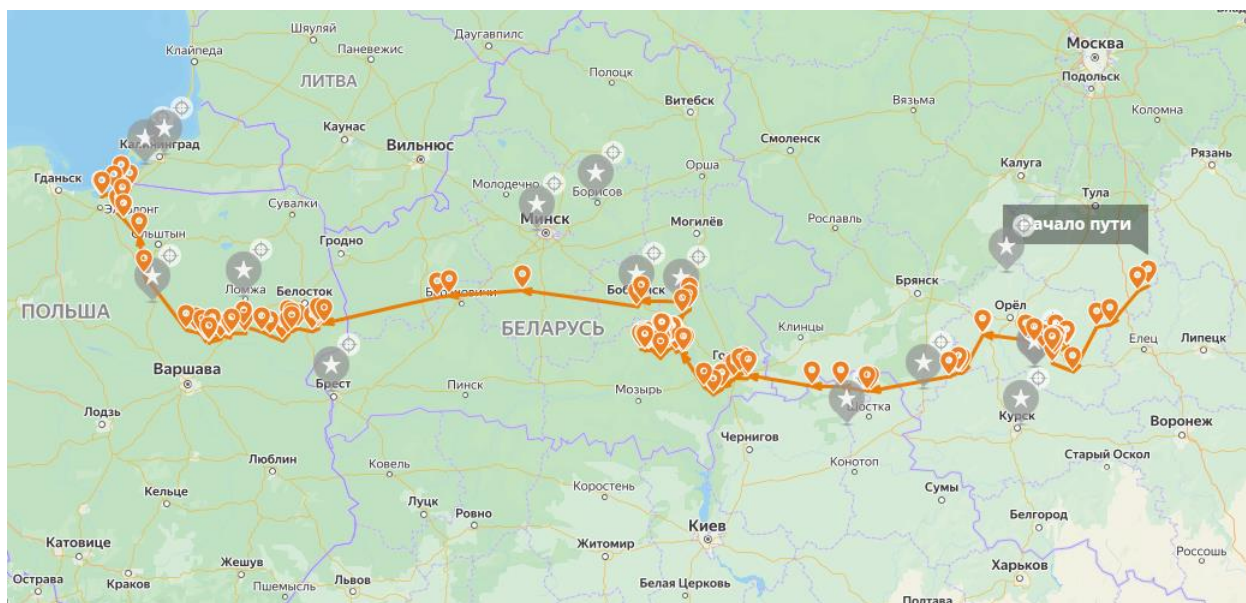 Шяуляй
Клайпеда
Паневежис
Даугавпилс
Москва
ЛИТВА
Подольск
Полоцк
Вязьма
Коломна
Витебск
Каунас
Вильнюс
Смоленск
Рязань
Гданьск
Молодечно
Борисов
Орша
Калуга
Тула
Сувалки
Минск
Могилёв
Рославль
Начало пути
Гродно
Ломжа
Белосток
Брянск
ПОЛЬША
БЕЛАРУСЬ
Орёл
Клинцы
Елец
Липецк
Варшава
Брест
Пинск
Мозырь
Шостка
Курск
Лодзь
Чернигов
Воронеж
Люблин
Ковель
Конотоп
Старый Оскол
Кельце
Луцк
Ровно
Коростень
Сумы
Белгород
Киев
Катовице
Житомир
Россошь
Жешув
Харьков
Острава
Краков
Пшемысль
Львов
Белая Церковь
Полтава